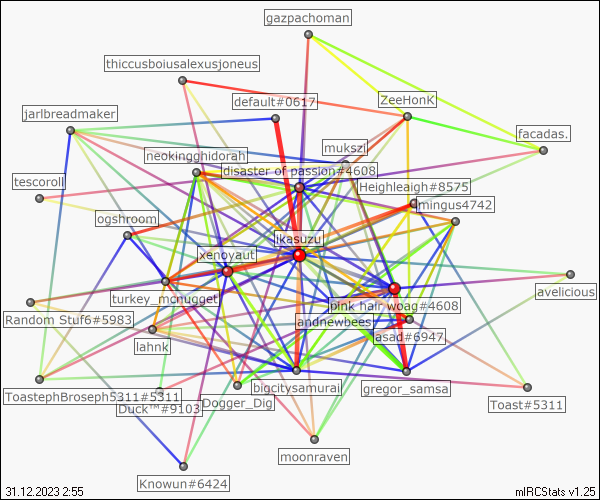 gazpachoman
thiccusboiusalexusjoneus
default#0617
ZeeHonK
jarlbreadmaker
facadas.
mukszi
neokingghidorah
disaster of passion#4608
tescoroll
Heighleaigh#8575
mingus4742
ogshroom
ikasuzu
xenoyaut
avelicious
turkey_mcnugget
pink hair woag#4608
Random Stuf6#5983
andnewbees
asad#6947
lahnk
bigcitysamurai
gregor_samsa
ToastephBroseph5311#5311
Dogger_Dig
Toast#5311
Duck™#9103
moonraven
Knowun#6424
31.12.2023 2:55
mIRCStats v1.25